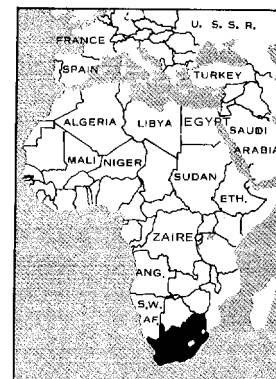 U. S. S. R.
FRANCE
SPAIN
TURKEY
ALGERIA
LIBYA
EGYPT
SAUDI
ARABIA
MALI
NIGER
SUDAN
ETH.
ZAIRE
ANG.
S.W.
AF.